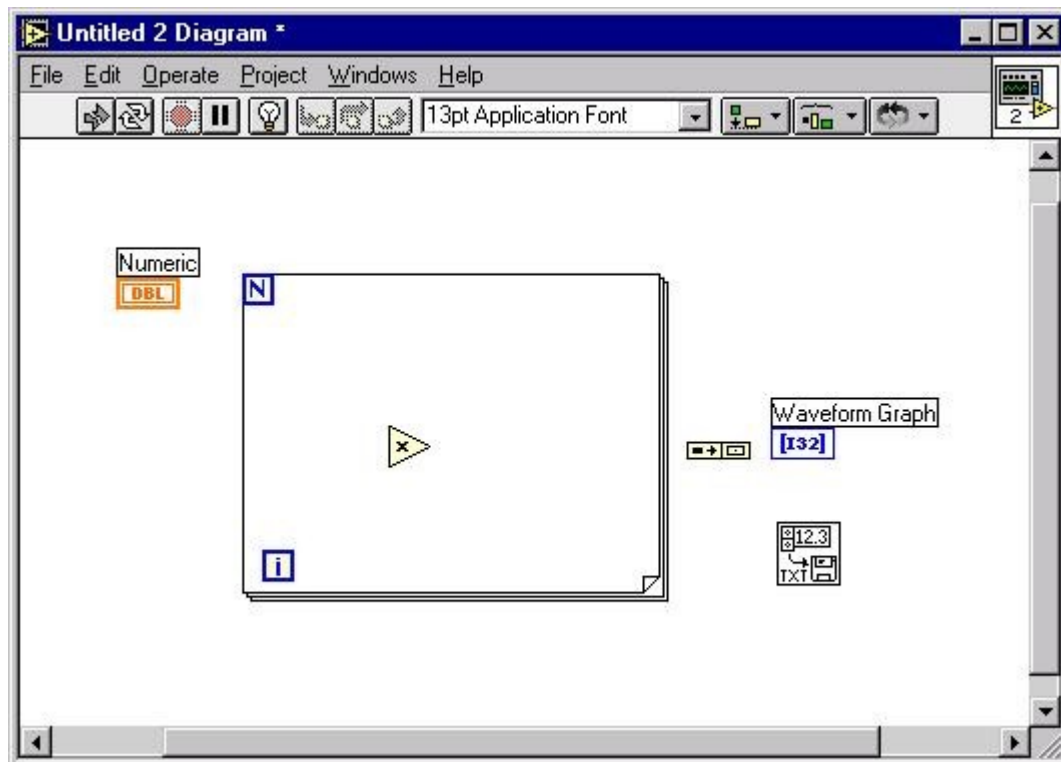 Untitled 2 Diagram *
File Edit Operate Project Windows Help
13pt Application Font
2
Numeric
DBL
N
x
i
Waveform Graph
[I32]
12.3
TXT